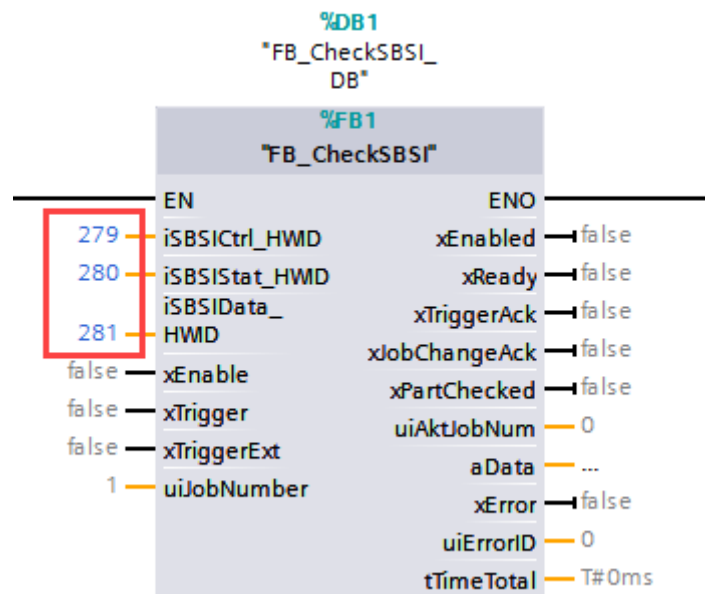 %DB1
"FB_CheckSBSI_
DB"
%FB1
"FB_CheckSBSI"
EN ENO
279 iSBSICtrl_HWID xEnabled false
280 iSBSIStat_HWID xReady false
iSBSIData_
281 HWID xTriggerAck false
false xEnable xJobChangeAck false
false xTrigger xPartChecked false
false xTriggerExt uiAktJobNum 0
1 uiJobNumber aData ...
xError false
uiErrorID 0
tTimeTotal T#0ms